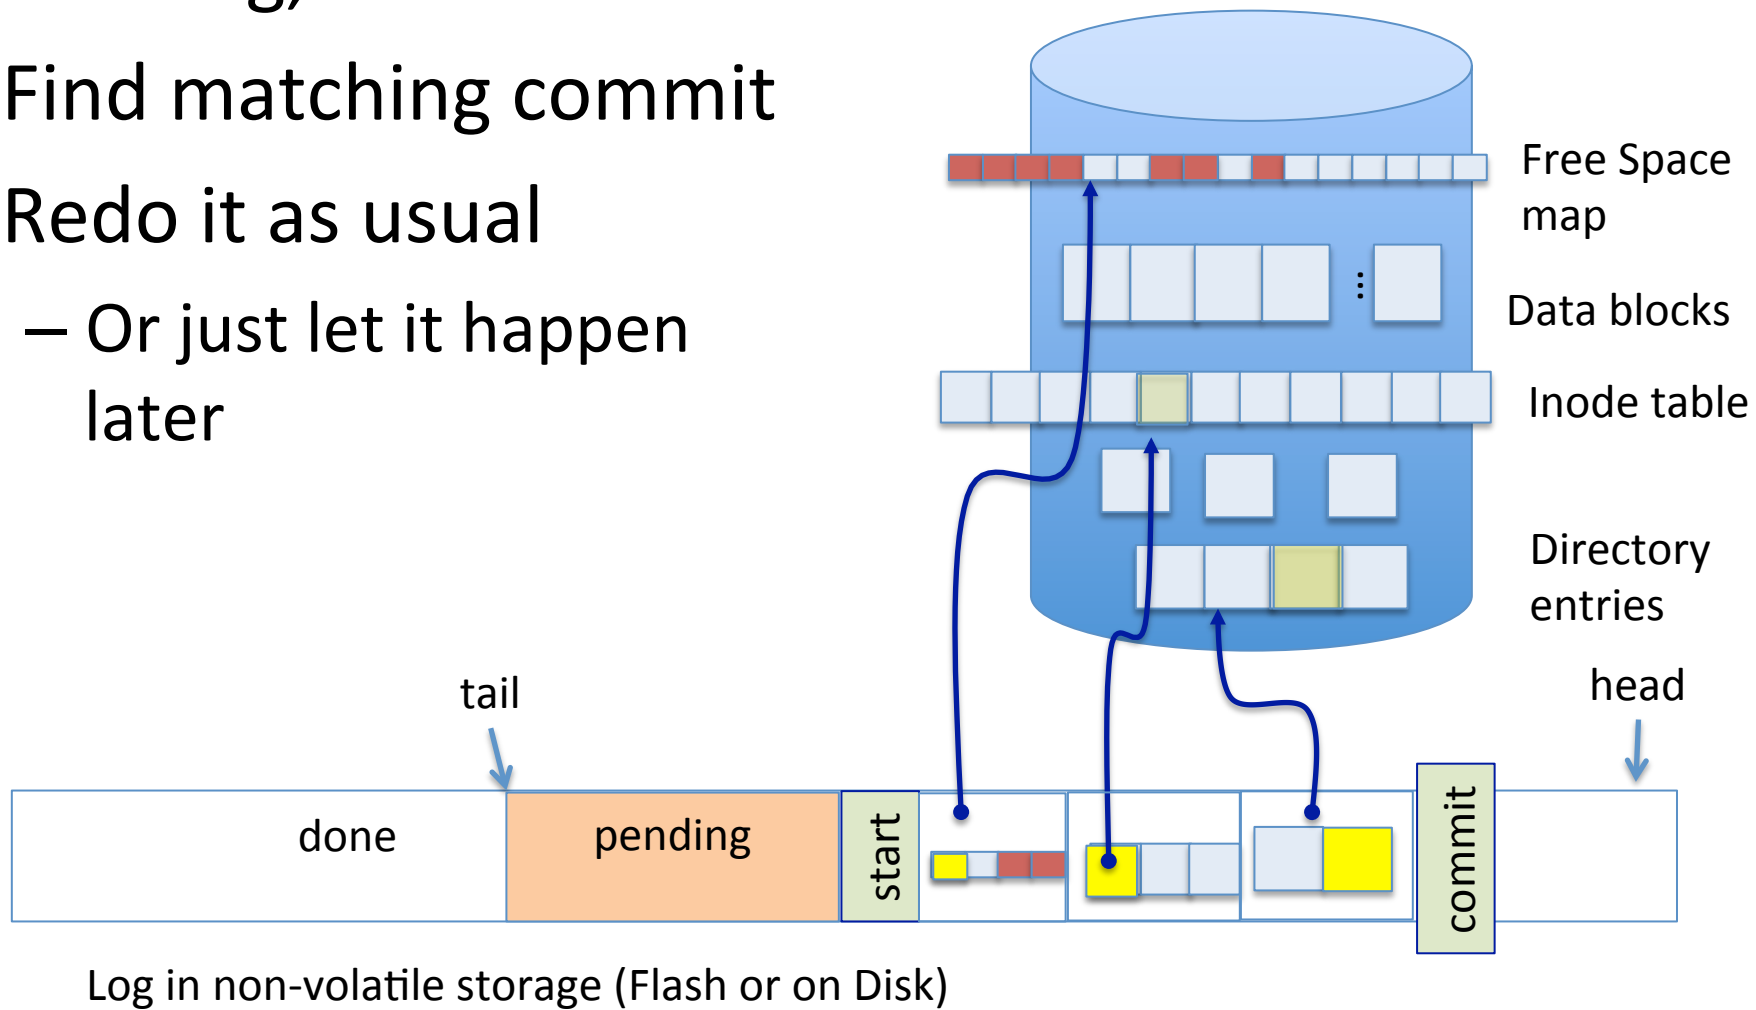 Find matching commit
Redo it as usual
– Or just let it happen
later
Free Space
map
...
Data blocks
Inode table
Directory
entries
tail
head
done
pending
start
commit
Log in non-volatile storage (Flash or on Disk)